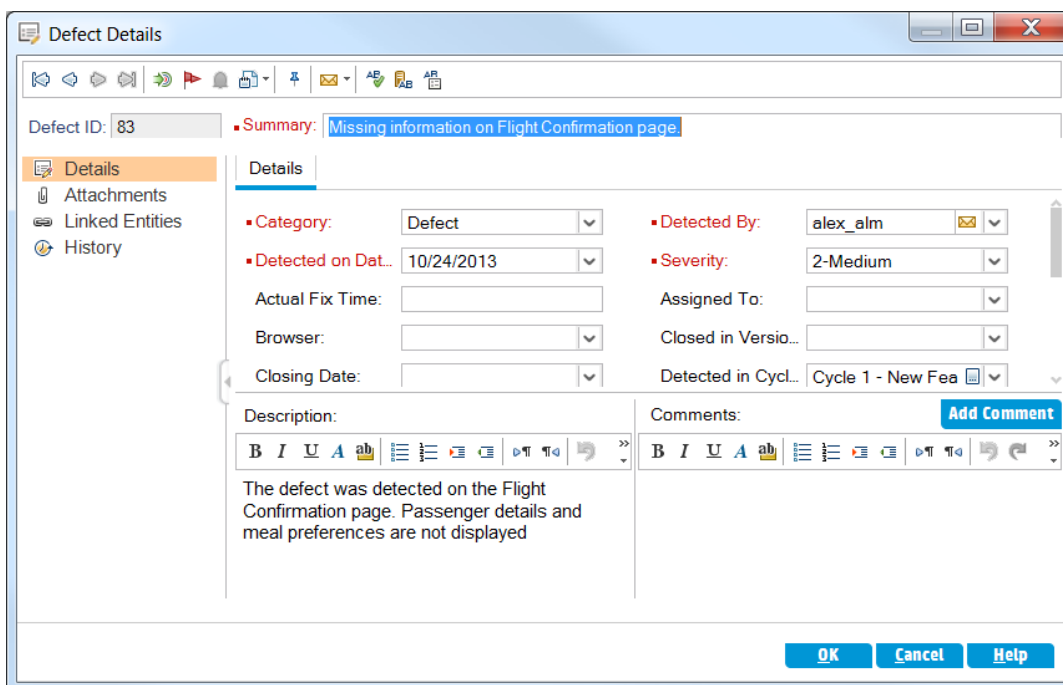 Defect Details
Defect ID: 83
Summary: Missing information on Flight Confirmation page.
Details
Attachments
Linked Entities
History
Details
Category: Defect
Detected By: alex_alm
Detected on Dat... 10/24/2013
Severity: 2-Medium
Actual Fix Time:
Assigned To:
Browser:
Closed in Versio...
Closing Date:
Detected in Cycl... Cycle 1 - New Fea
Description:
B I U A ab
The defect was detected on the Flight
Confirmation page. Passenger details and
meal preferences are not displayed
Comments:
Add Comment
B I U A ab
OK Cancel Help